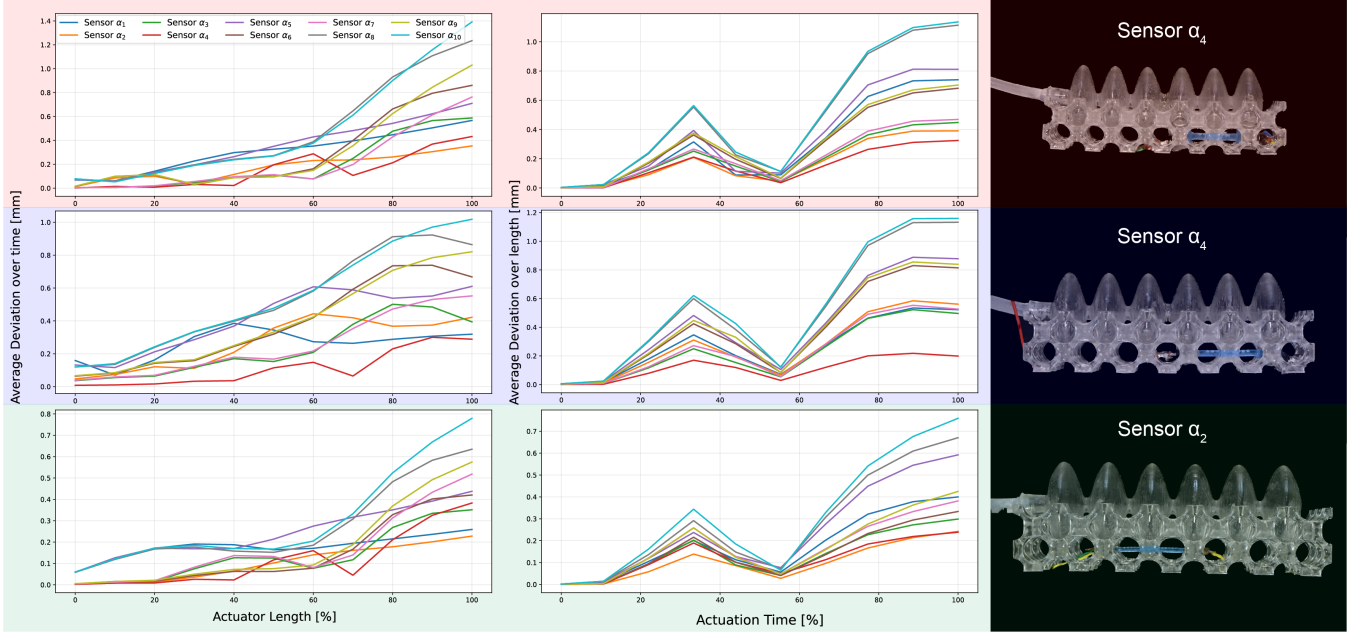 Sensor α1 Sensor α3 Sensor α5 Sensor α7 Sensor α9
Sensor α2 Sensor α4 Sensor α6 Sensor α8 Sensor α10
1.4
1.2
1.0
0.8
0.6
0.4
0.2
0.0
0 20 40 60 80 100
1.0
0.8
0.6
0.4
0.2
0.0
0 20 40 60 80 100
Sensor α4
Average Deviation over time [mm]
1.0
0.8
0.6
0.4
0.2
0.0
0 20 40 60 80 100
Average Deviation over length [mm]
1.2
1.0
0.8
0.6
0.4
0.2
0.0
0 20 40 60 80 100
Sensor α4
0.8
0.7
0.6
0.5
0.4
0.3
0.2
0.1
0.0
0 20 40 60 80 100
Actuator Length [%]
0.7
0.6
0.5
0.4
0.3
0.2
0.1
0.0
0 20 40 60 80 100
Actuation Time [%]
Sensor α2